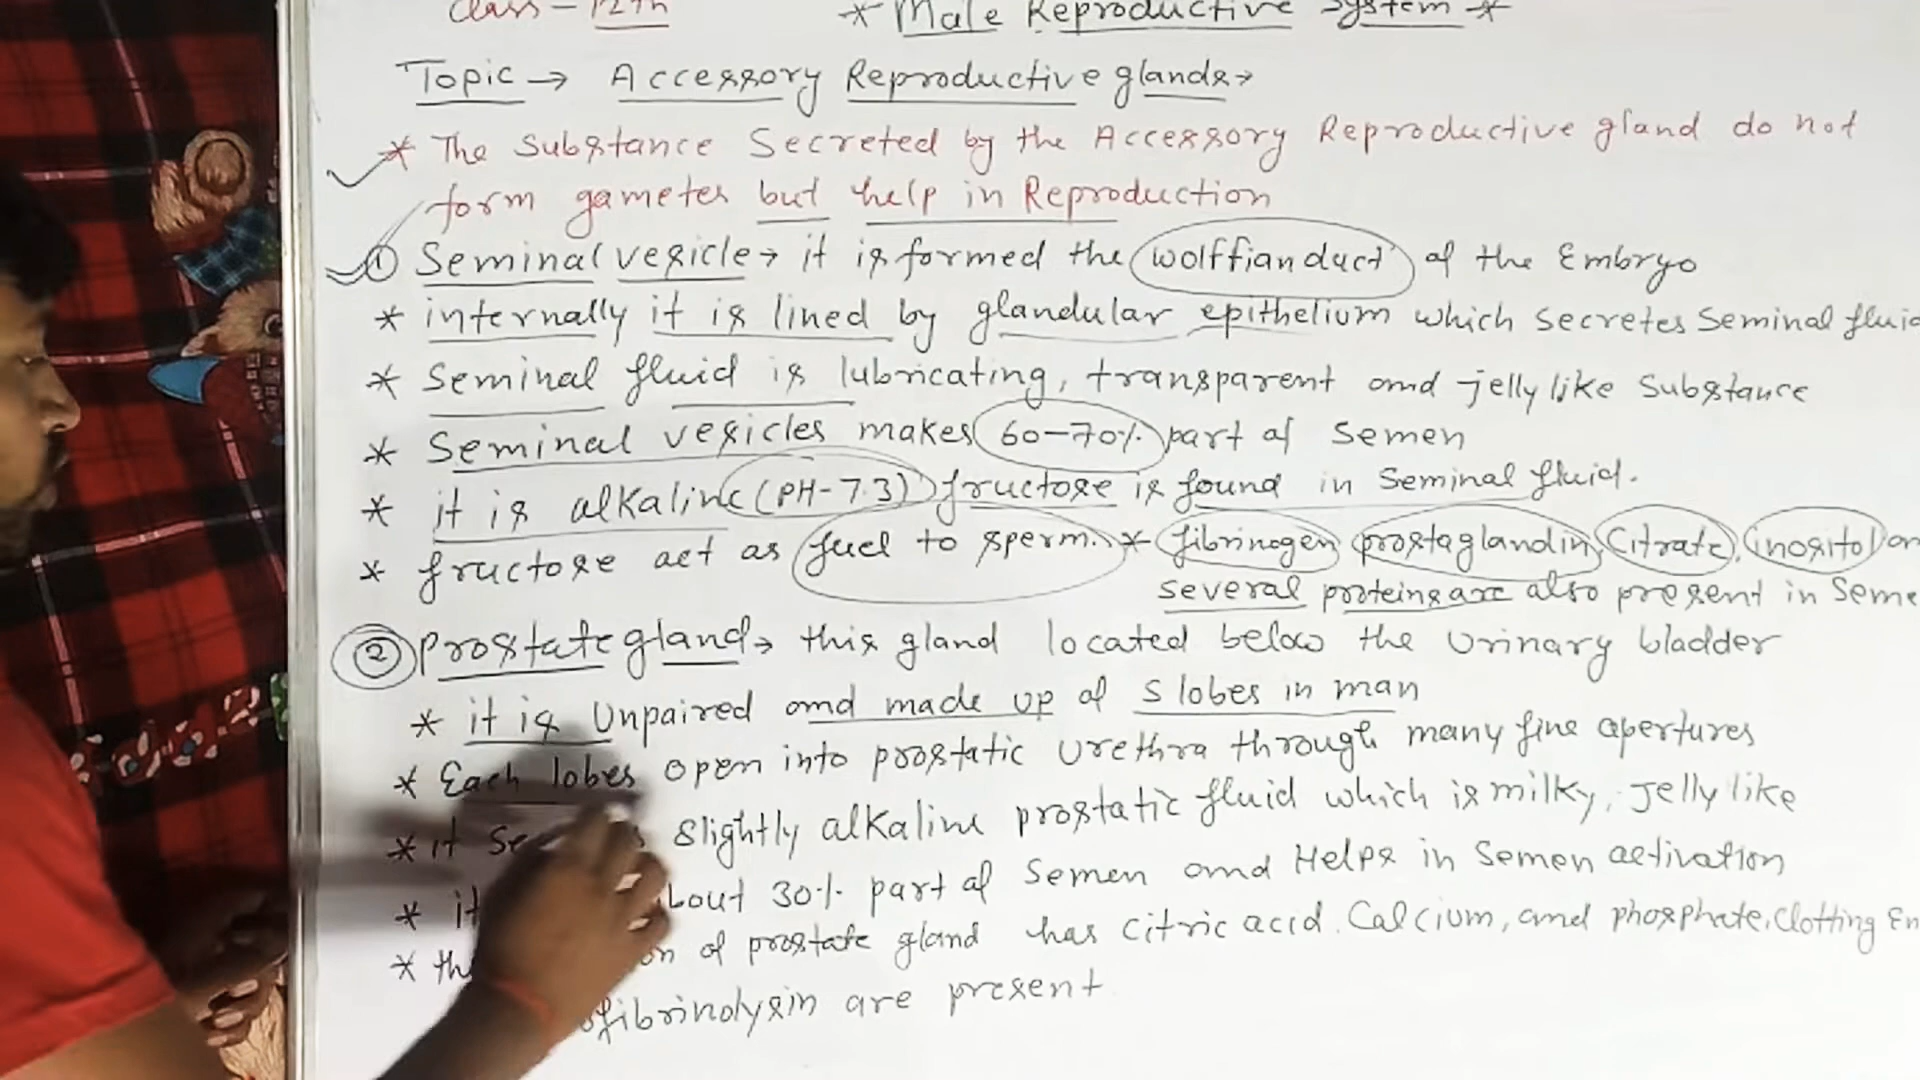 Class - 12th
* Male Reproductive System *
Topic → Accessory Reproductive glands →
* The Substance Secreted by the Accessory Reproductive gland do not
form gametes but help in Reproduction
① Seminal vesicle → it is formed the wolffian duct of the Embryo
* internally it is lined by glandular epithelium which secretes seminal fluid
* Seminal fluid is lubricating, transparent and jelly like substance
* Seminal vesicles makes 60-70% part of semen
* it is alkaline (PH-7.3) fructose is found in Seminal fluid.
* fructose act as fuel to sperm. * fibrinogen prostaglandin, Citrate, inositol
several proteins are also present in Seme
② Prostate gland → this gland located below the urinary bladder
* it is Unpaired and made up of 5 lobes in man
* Each lobes open into prostatic urethra through many fine apertures
* it slightly alkaline prostatic fluid which is milky, Jelly like
* it bout 30% part of semen and Helps in semen activation
* th on of prostate gland has citric acid. Calcium, and phosphate, Clotting En
fibrinolysin are present